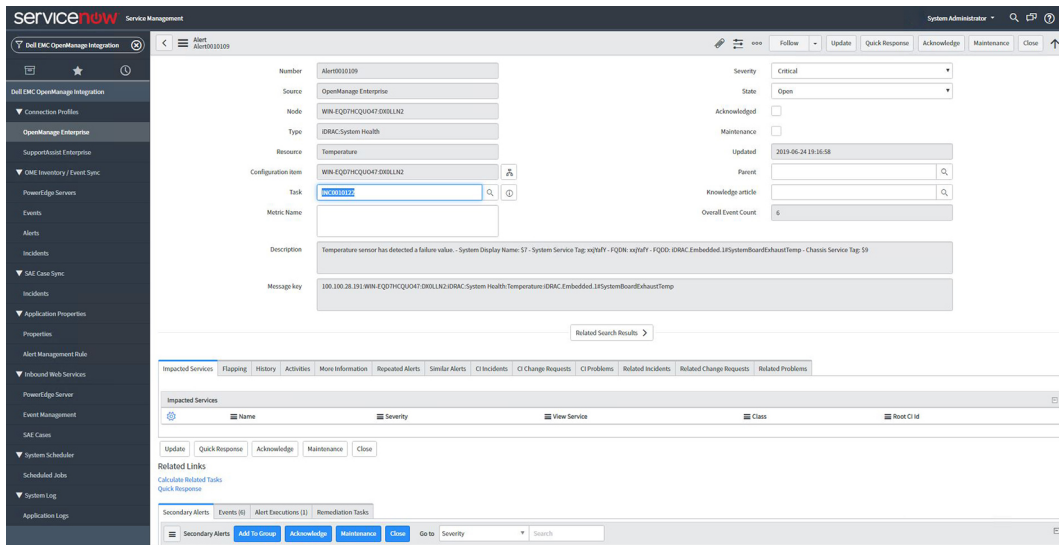 servicenow Service Management
System Administrator
Dell EMC OpenManage Integration
Alert
Alert0010109
Follow Update Quick Response Acknowledge Maintenance Close
Dell EMC OpenManage Integration
Connection Profiles
OpenManage Enterprise
SupportAssist Enterprise
OME Inventory / Event Sync
PowerEdge Servers
Events
Alerts
Incidents
SAE Case Sync
Incidents
Application Properties
Properties
Alert Management Rule
Inbound Web Services
PowerEdge Server
Event Management
SAE Cases
System Scheduler
Scheduled Jobs
System Log
Application Logs
Number Alert0010109
Source OpenManage Enterprise
Node WIN-EQD7HCQUO47:DX0LLN2
Type iDRAC:System Health
Resource Temperature
Configuration item WIN-EQD7HCQUO47:DX0LLN2
Task INC0010123
Metric Name
Severity Critical
State Open
Acknowledged
Maintenance
Updated 2019-06-24 19:16:58
Parent
Knowledge article
Overall Event Count 6
Description Temperature sensor has detected a failure value. - System Display Name: S7 - System Service Tag: xxjYafY - FQDN: xxjYafY - FQDD: iDRAC.Embedded.1#SystemBoardExhaustTemp - Chassis Service Tag: S9
Message key 100.100.28.191:WIN-EQD7HCQUO47:DX0LLN2:iDRAC:System Health:Temperature:iDRAC.Embedded.1#SystemBoardExhaustTemp
Related Search Results
Impacted Services Flapping History Activities More Information Repeated Alerts Similar Alerts CI Incidents CI Change Requests CI Problems Related Incidents Related Change Requests Related Problems
Impacted Services
Name Severity View Service Class Root CI Id
Update Quick Response Acknowledge Maintenance Close
Related Links
Calculate Related Tasks
Quick Response
Secondary Alerts Events (6) Alert Executions (1) Remediation Tasks
Secondary Alerts Add To Group Acknowledge Maintenance Close Go to Severity Search